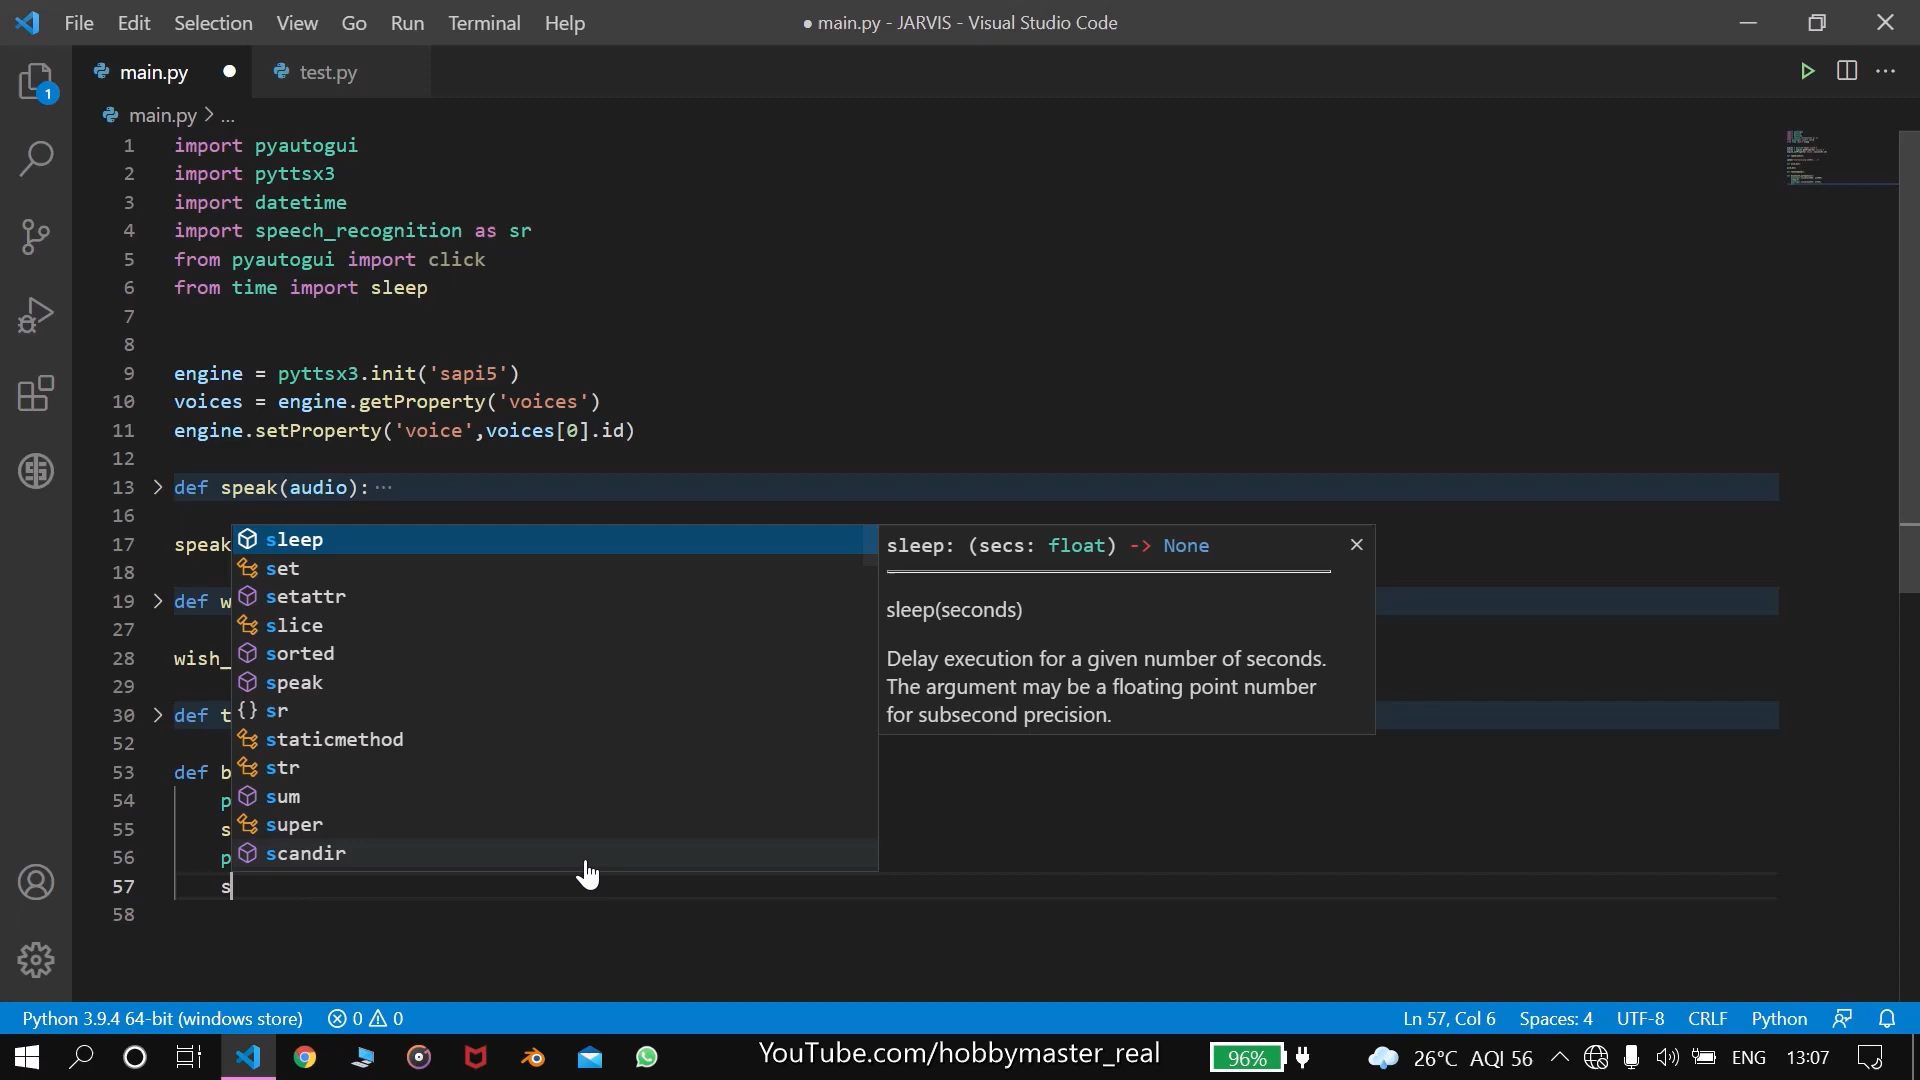 File Edit Selection View Go Run Terminal Help
● main.py - JARVIS - Visual Studio Code
main.py
test.py
1
main.py > ...
1 import pyautogui
2 import pyttsx3
3 import datetime
4 import speech_recognition as sr
5 from pyautogui import click
6 from time import sleep
7
8
9 engine = pyttsx3.init('sapi5')
10 voices = engine.getProperty('voices')
11 engine.setProperty('voice',voices[0].id)
12
13 def speak(audio):...
16
17 speak
18
19 def w
27
28 wish_
29
30 def t
52
53 def b
54 p
55 s
56 p
57 s
58
sleep
set
setattr
slice
sorted
speak
sr
staticmethod
str
sum
super
scandir
sleep: (secs: float) -> None
sleep(seconds)
Delay execution for a given number of seconds.
The argument may be a floating point number
for subsecond precision.
Python 3.9.4 64-bit (windows store) 0 0
Ln 57, Col 6 Spaces: 4 UTF-8 CRLF Python
YouTube.com/hobbymaster_real
96%
26°C AQI 56
ENG 13:07